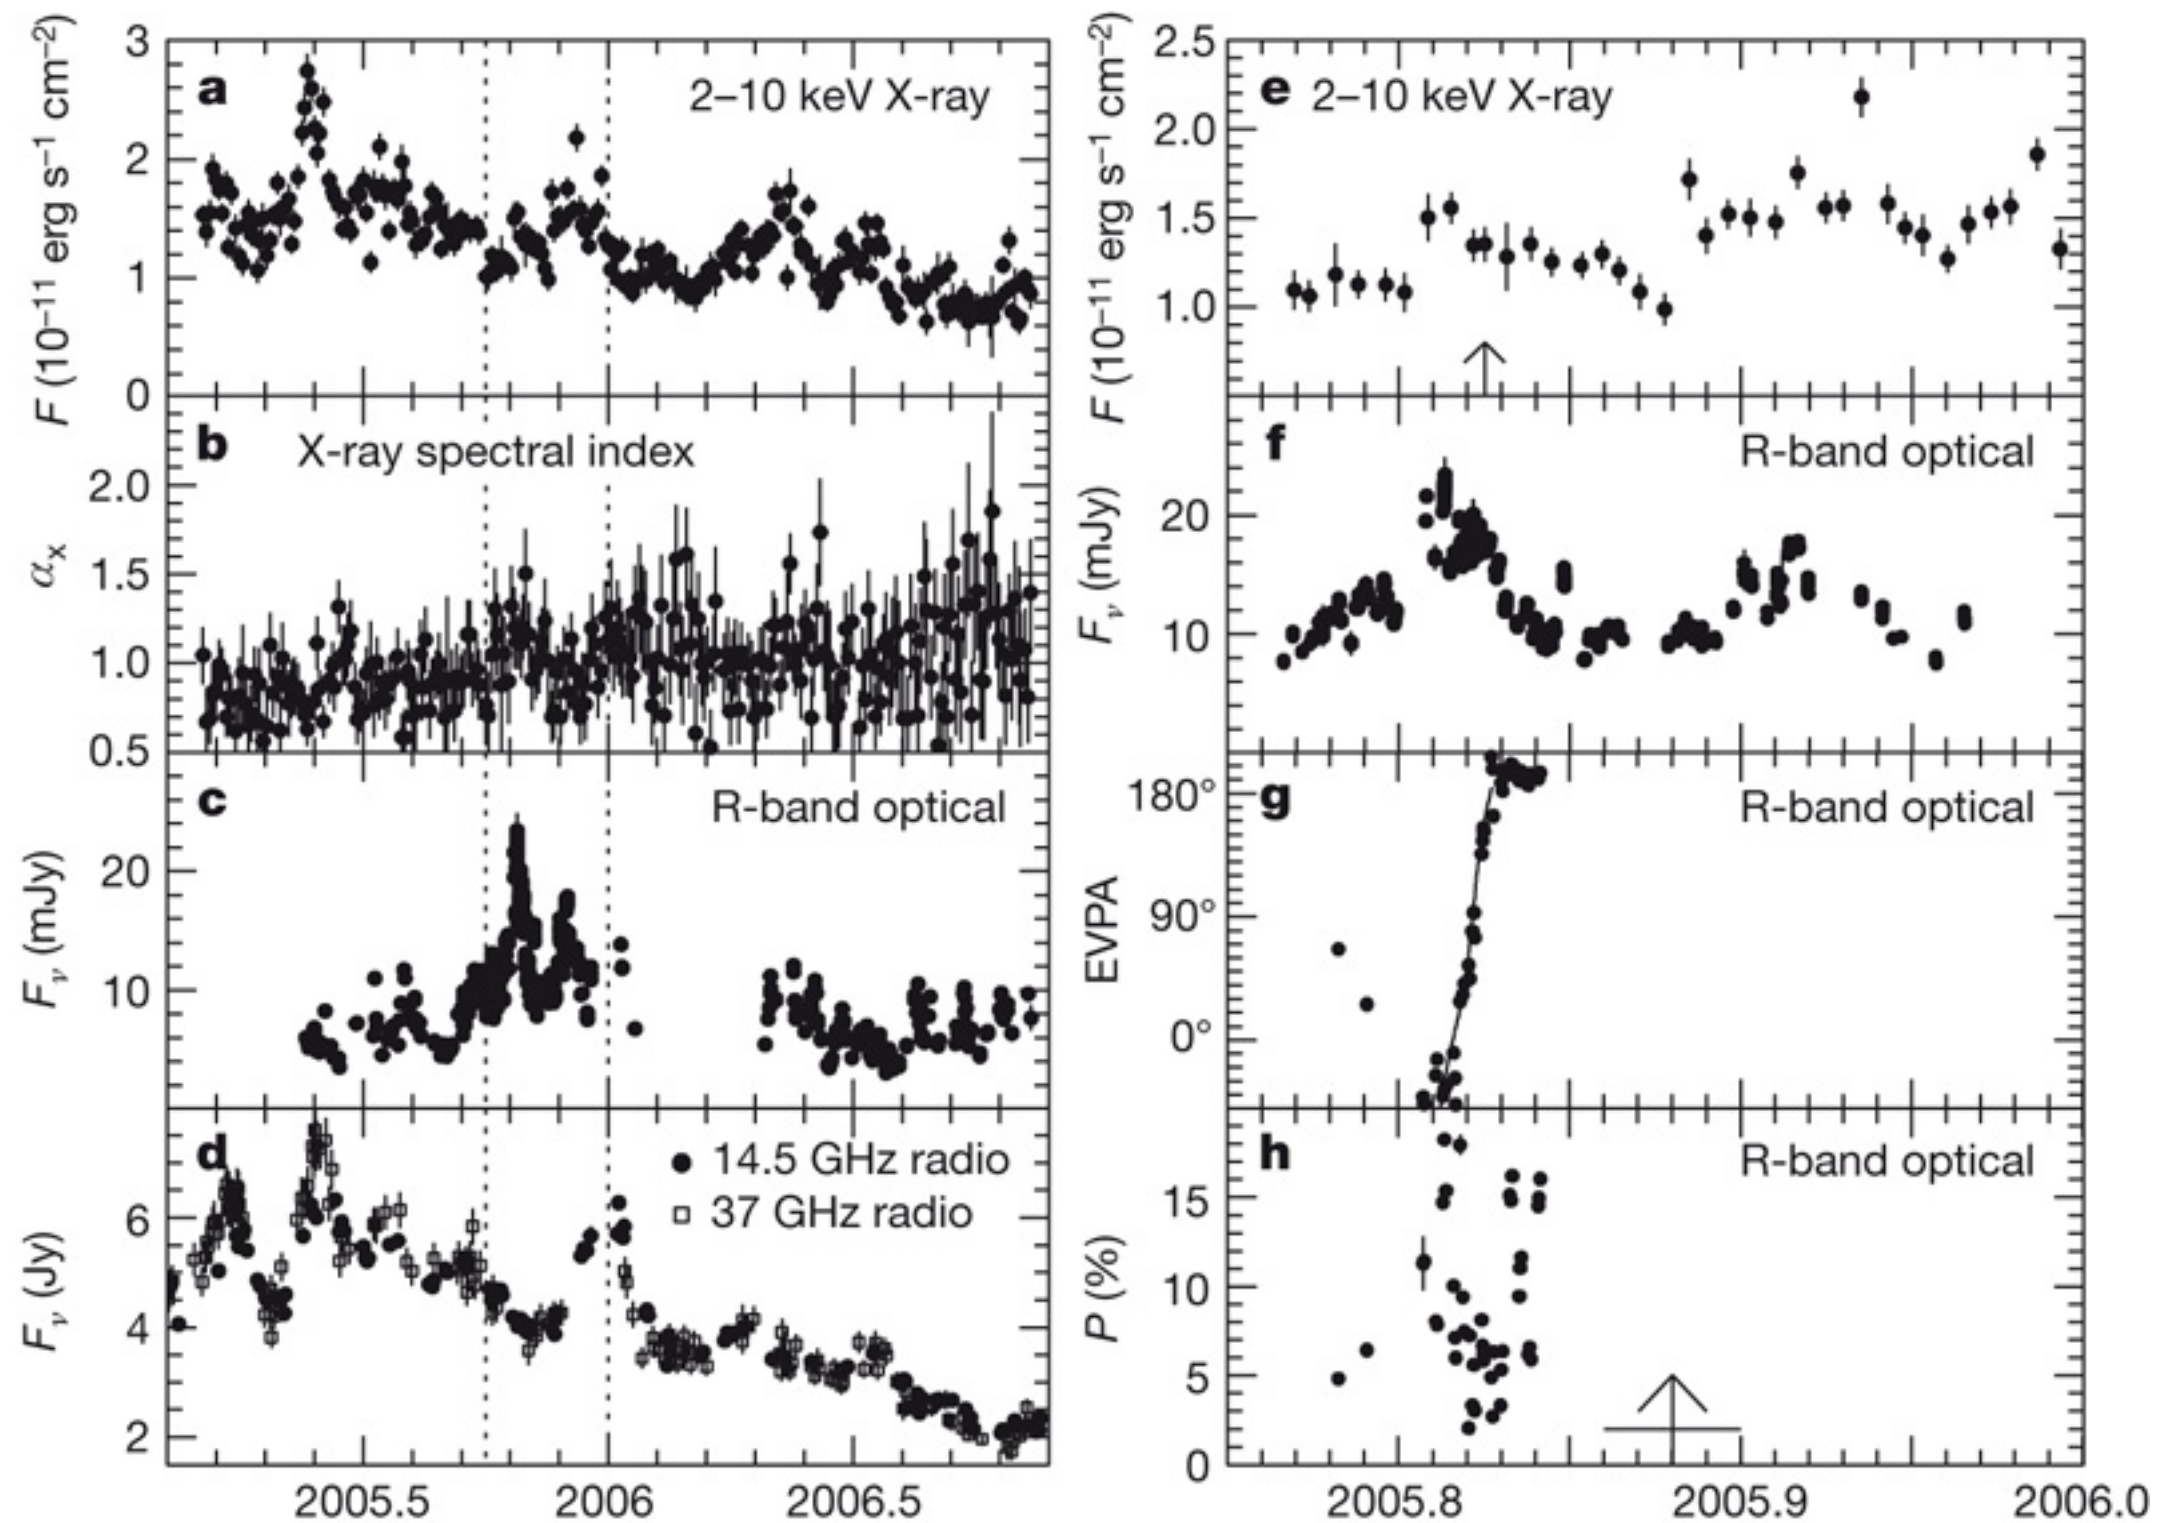 a
2–10 keV X-ray
F (10⁻¹¹ erg s⁻¹ cm⁻²)
3
2
1
0
b
X-ray spectral index
αx
2.0
1.5
1.0
0.5
c
R-band optical
Fν (mJy)
20
10
d
14.5 GHz radio
37 GHz radio
Fν (Jy)
6
4
2
2005.5
2006
2006.5
e
2–10 keV X-ray
F (10⁻¹¹ erg s⁻¹ cm⁻²)
2.5
2.0
1.5
1.0
f
R-band optical
Fν (mJy)
20
10
g
R-band optical
EVPA
180°
90°
0°
h
R-band optical
P (%)
15
10
5
0
2005.8
2005.9
2006.0